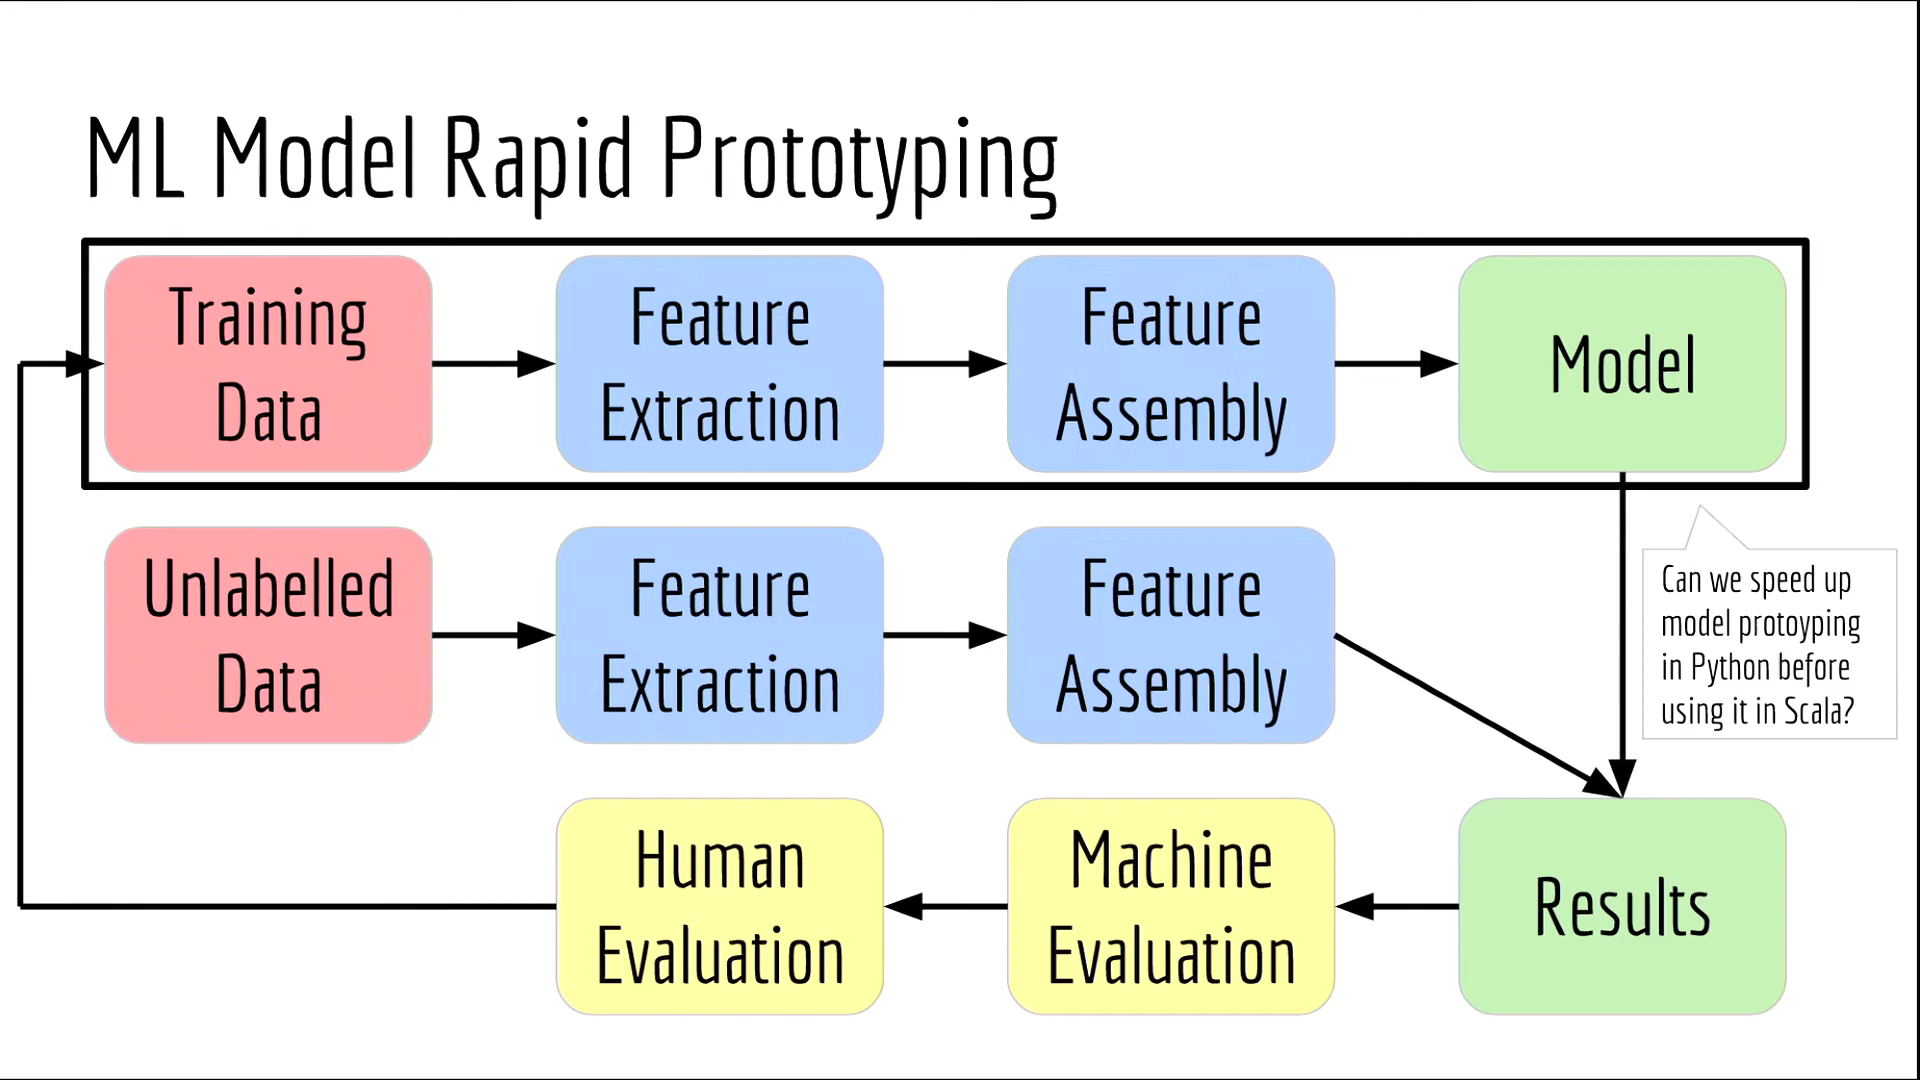 ML Model Rapid Prototyping
Training
Data
Feature
Extraction
Feature
Assembly
Model
Unlabelled
Data
Feature
Extraction
Feature
Assembly
Can we speed up
model protoyping
in Python before
using it in Scala?
Human
Evaluation
Machine
Evaluation
Results